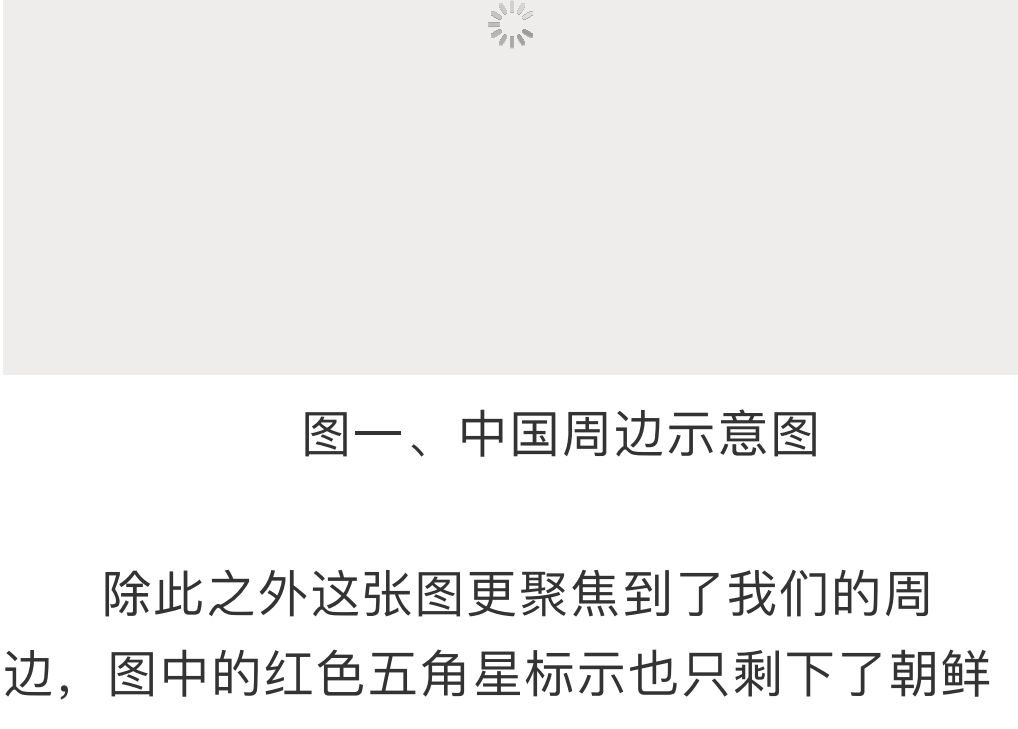 图一、中国周边示意图
除此之外这张图更聚焦到了我们的周
边，图中的红色五角星标示也只剩下了朝鲜